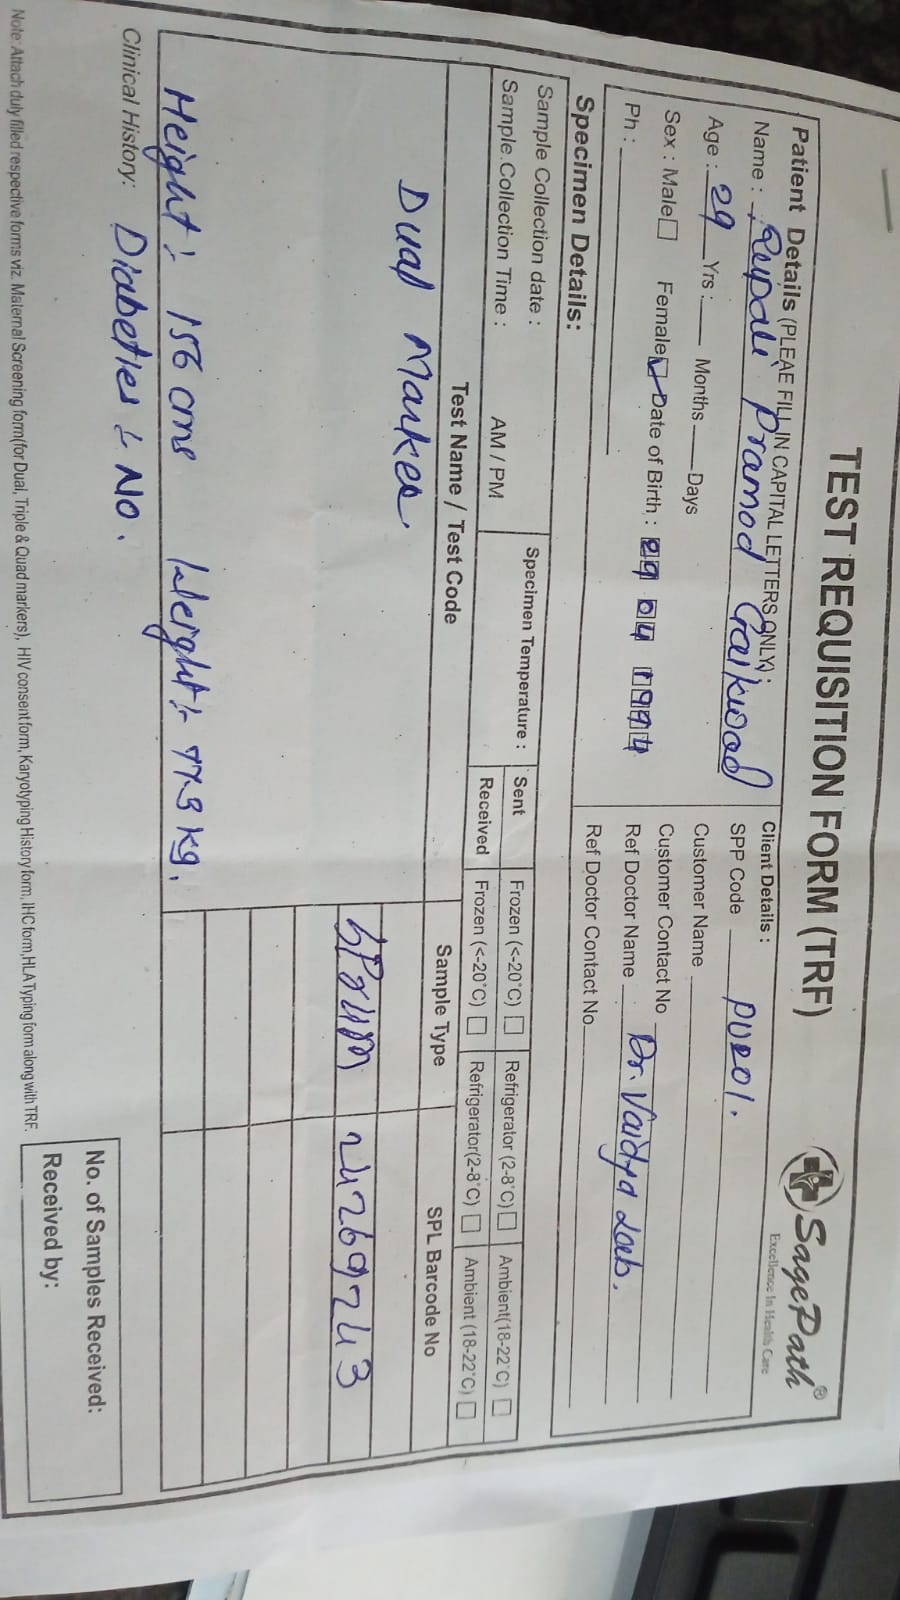 TEST REQUISITION FORM (TRF)
SagePath®
Excellence In Health Care
Patient Details (PLEAE FILL IN CAPITAL LETTERS ONLY) :
Name : Rupali Pramod Gaikwad
Age : 29 Yrs : Months Days
Sex : Male Female Date of Birth : 29 04 1994
Ph :
Client Details :
SPP Code PU201.
Customer Name
Customer Contact No
Ref Doctor Name Dr. Vaidya Lab.
Ref Doctor Contact No
Specimen Details:
Sample Collection date :
Sample Collection Time : AM / PM
Specimen Temperature :
Sent Frozen (<-20°C) Refrigerator (2-8°C) Ambient(18-22°C)
Received Frozen (<-20°C) Refrigerator(2-8°C) Ambient (18-22°C)
Test Name / Test Code Sample Type SPL Barcode No
Dual Marker.
24269743
Height :- 156 cms Weight :- 77.3 kg.
Clinical History: Diabeties :- No.
No. of Samples Received:
Received by:
Note: Attach duly filled respective forms viz. Maternal Screening form(for Dual, Triple & Quad markers), HIV consent form, Karyotyping History form, IHC form, HLA Typing form along with TRF.